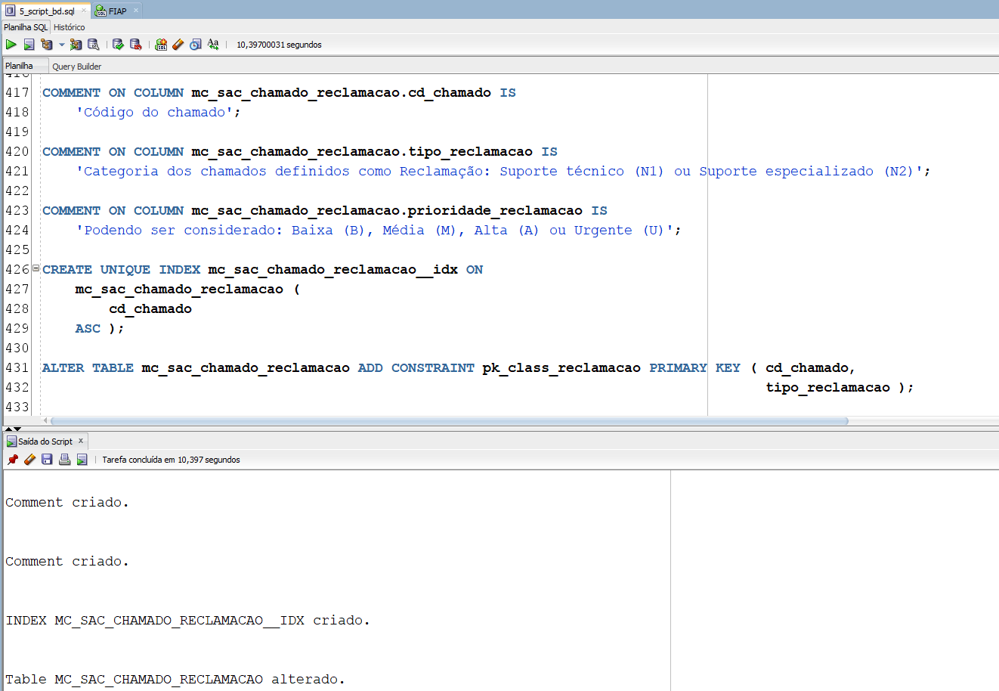 5_script_bd.sql
FIAP
Planilha SQL Histórico
10,39700031 segundos
Planilha Query Builder
416
417 COMMENT ON COLUMN mc_sac_chamado_reclamacao.cd_chamado IS
418 'Código do chamado';
419
420 COMMENT ON COLUMN mc_sac_chamado_reclamacao.tipo_reclamacao IS
421 'Categoria dos chamados definidos como Reclamação: Suporte técnico (N1) ou Suporte especializado (N2)';
422
423 COMMENT ON COLUMN mc_sac_chamado_reclamacao.prioridade_reclamacao IS
424 'Podendo ser considerado: Baixa (B), Média (M), Alta (A) ou Urgente (U)';
425
426 CREATE UNIQUE INDEX mc_sac_chamado_reclamacao__idx ON
427 mc_sac_chamado_reclamacao (
428 cd_chamado
429 ASC );
430
431 ALTER TABLE mc_sac_chamado_reclamacao ADD CONSTRAINT pk_class_reclamacao PRIMARY KEY ( cd_chamado,
432 tipo_reclamacao );
433
Saída do Script
Tarefa concluída em 10,397 segundos
Comment criado.
Comment criado.
INDEX MC_SAC_CHAMADO_RECLAMACAO__IDX criado.
Table MC_SAC_CHAMADO_RECLAMACAO alterado.